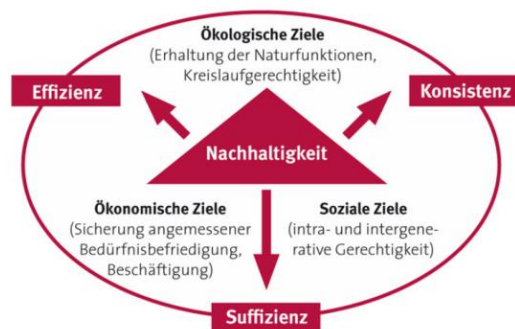 Ökologische Ziele
(Erhaltung der Naturfunktionen,
Kreislaufgerechtigkeit)
Effizienz
Konsistenz
Nachhaltigkeit
Ökonomische Ziele
(Sicherung angemessener
Bedürfnisbefriedigung,
Beschäftigung)
Soziale Ziele
(intra- und intergene-
rative Gerechtigkeit)
Suffizienz